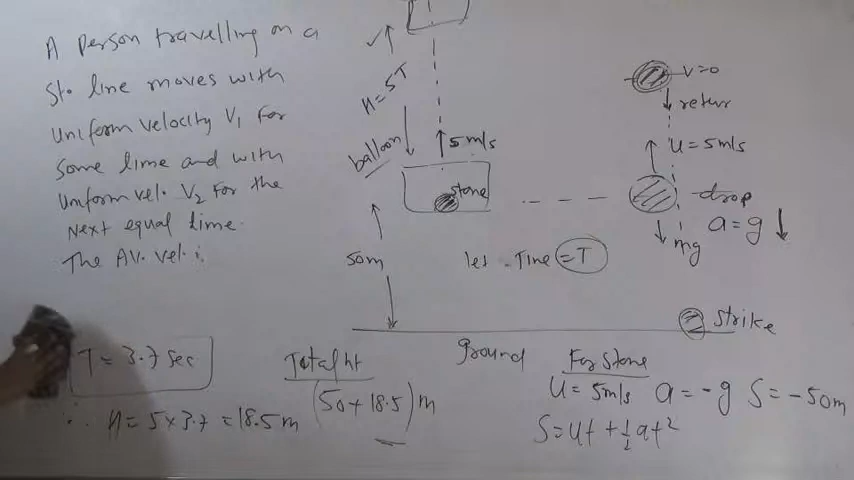 A Person travelling on a
St. line moves with
uniform velocity V₁ For
some time and with
uniform vel. V₂ For the
Next equal time.
The AV. vel.
H=5T
balloon
5 m/s
stone
50m
let Time = T
V=0
return
U=5m/s
drop
a=g
mg
strike
ground
T= 3.7 sec
∴ H= 5×3.7 = 18.5 m
Total ht
(50+18.5) m
For stone
U= 5m/s a=-g S=-50m
S=Ut+½at²